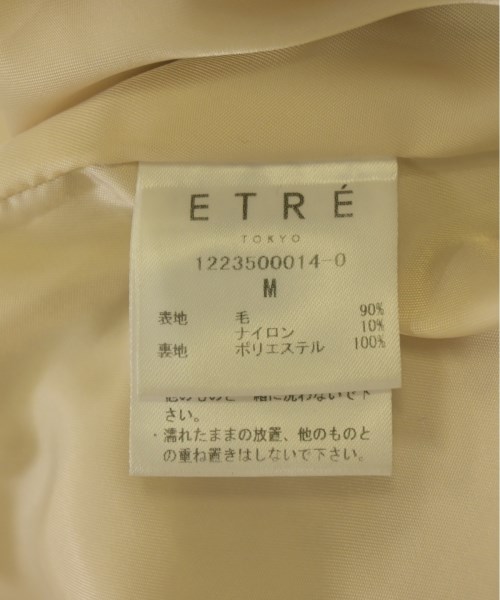 ETRÉ
TOKYO
1223500014-0
M
表地 毛 90%
ナイロン 10%
裏地 ポリエステル 100%
さい。
・濡れたままの放置、他のものと
の重ね置きはしないで下さい。